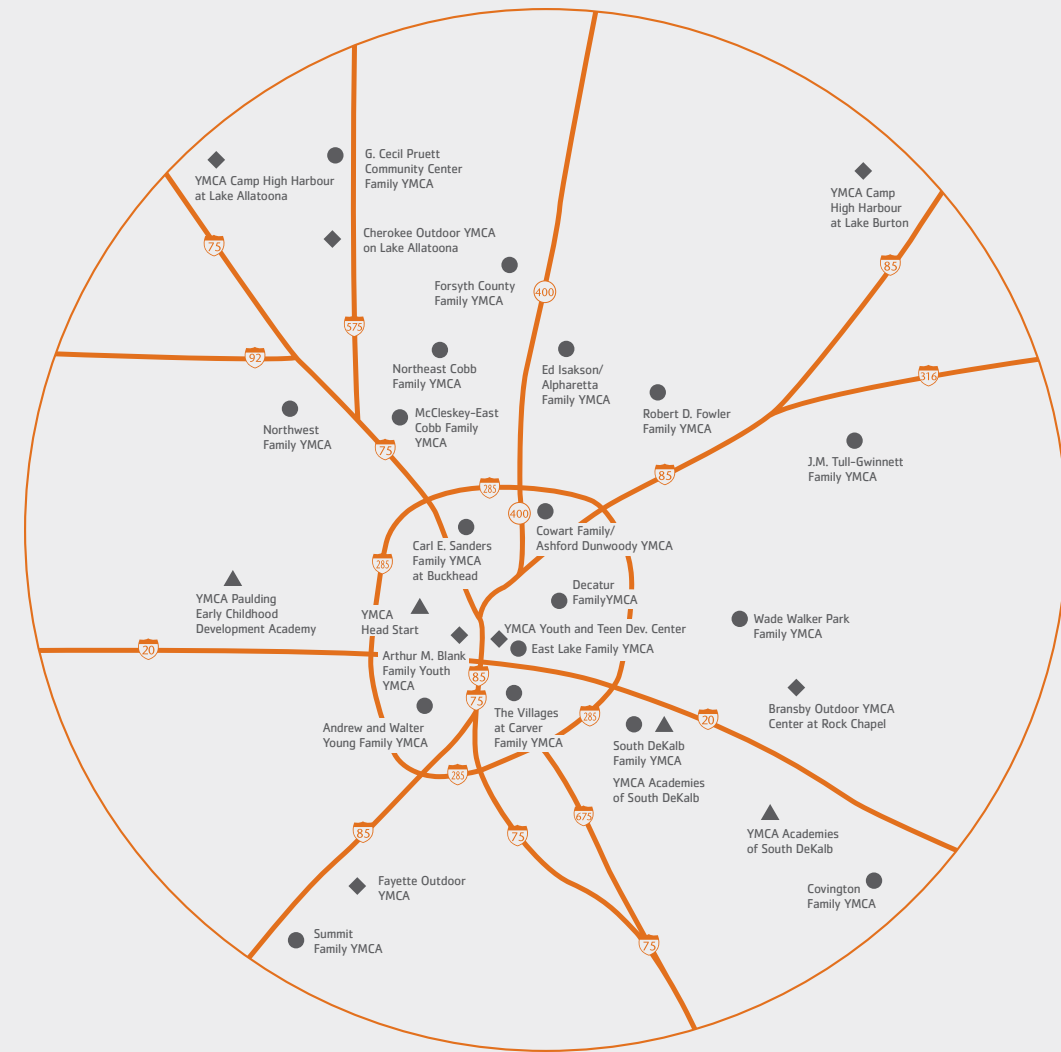 G. Cecil Pruett
Community Center
Family YMCA
YMCA Camp High Harbour
at Lake Allatoona
YMCA Camp
High Harbour
at Lake Burton
Cherokee Outdoor YMCA
on Lake Allatoona
75
85
Forsyth County
Family YMCA
400
575
92
Northeast Cobb
Family YMCA
Ed Isakson/
Alpharetta
Family YMCA
316
Robert D. Fowler
Family YMCA
McCleskey-East
Cobb Family
YMCA
Northwest
Family YMCA
75
J.M. Tull-Gwinnett
Family YMCA
85
285
400
Cowart Family/
Ashford Dunwoody YMCA
Carl E. Sanders
Family YMCA
at Buckhead
285
Decatur
FamilyYMCA
YMCA Paulding
Early Childhood
Development Academy
YMCA
Head Start
YMCA Youth and Teen Dev. Center
Wade Walker Park
Family YMCA
East Lake Family YMCA
20
Arthur M. Blank
Family Youth
YMCA
85
75
The Villages
at Carver
Family YMCA
285
20
Bransby Outdoor YMCA
Center at Rock Chapel
Andrew and Walter
Young Family YMCA
South DeKalb
Family YMCA
YMCA Academies
of South DeKalb
285
675
85
75
YMCA Academies
of South DeKalb
Fayette Outdoor
YMCA
Covington
Family YMCA
Summit
Family YMCA
75